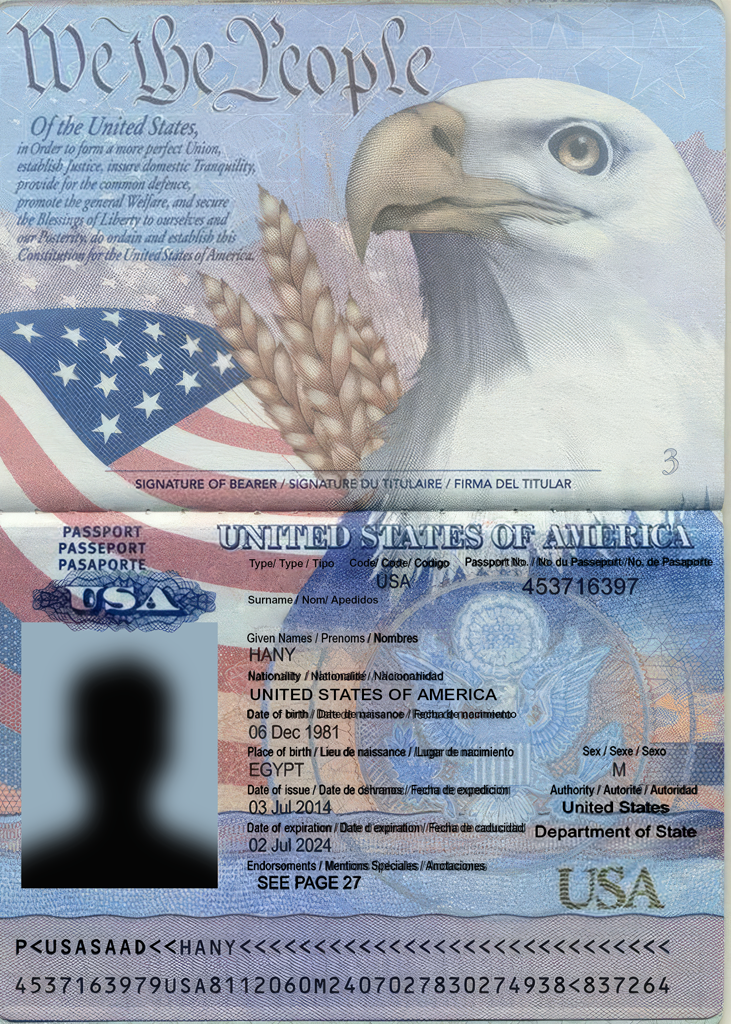 We the People
Of the United States,
in Order to form a more perfect Union,
establish Justice, insure domestic Tranquility,
provide for the common defence,
promote the general Welfare, and secure
the Blessings of Liberty to ourselves and
our Posterity, do ordain and establish this
Constitution for the United States of America.
3
SIGNATURE OF BEARER / SIGNATURE DU TITULAIRE / FIRMA DEL TITULAR
PASSPORT
PASSEPORT
PASAPORTE
USA
UNITED STATES OF AMERICA
Type/ Type / Tipo Code/ Code/ Codigo Passport No. / No du Passeport / No. de Pasaporte
USA 453716397
Surname / Nom/ Apedidos
Given Names / Prenoms / Nombres
HANY
Nationality / Nationalité / Nacionalidad
UNITED STATES OF AMERICA
Date of birth / Date de naissance / Fecha de nacimiento
06 Dec 1981
Place of birth / Lieu de naissance / Lugar de nacimiento Sex / Sexe / Sexo
EGYPT M
Date of issue / Date de / Fecha de expedicion Authority / Autorite / Autoridad
03 Jul 2014 United States
Date of expiration / Date d'expiration / Fecha de caducidad Department of State
02 Jul 2024
Endorsements / Mentions Spéciales / Anotaciones
SEE PAGE 27
USA
P<USASAAD<<HANY<<<<<<<<<<<<<<<<<<<<<<<<<<<<<
4537163979USA8112060M2407027830274938<837264